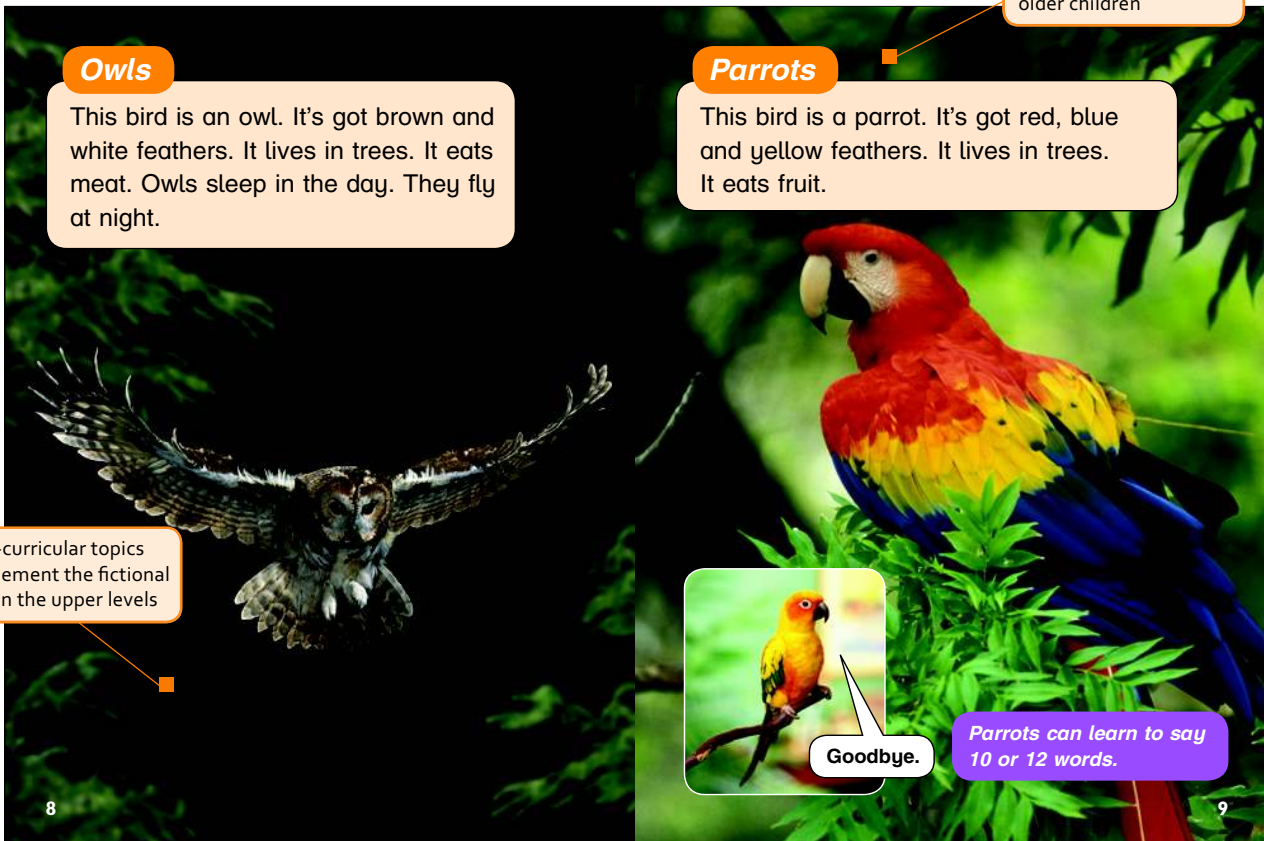 older children
Owls
This bird is an owl. It's got brown and
white feathers. It lives in trees. It eats
meat. Owls sleep in the day. They fly
at night.
-curricular topics
ement the fictional
n the upper levels
8
Parrots
This bird is a parrot. It's got red, blue
and yellow feathers. It lives in trees.
It eats fruit.
Goodbye.
Parrots can learn to say
10 or 12 words.
9